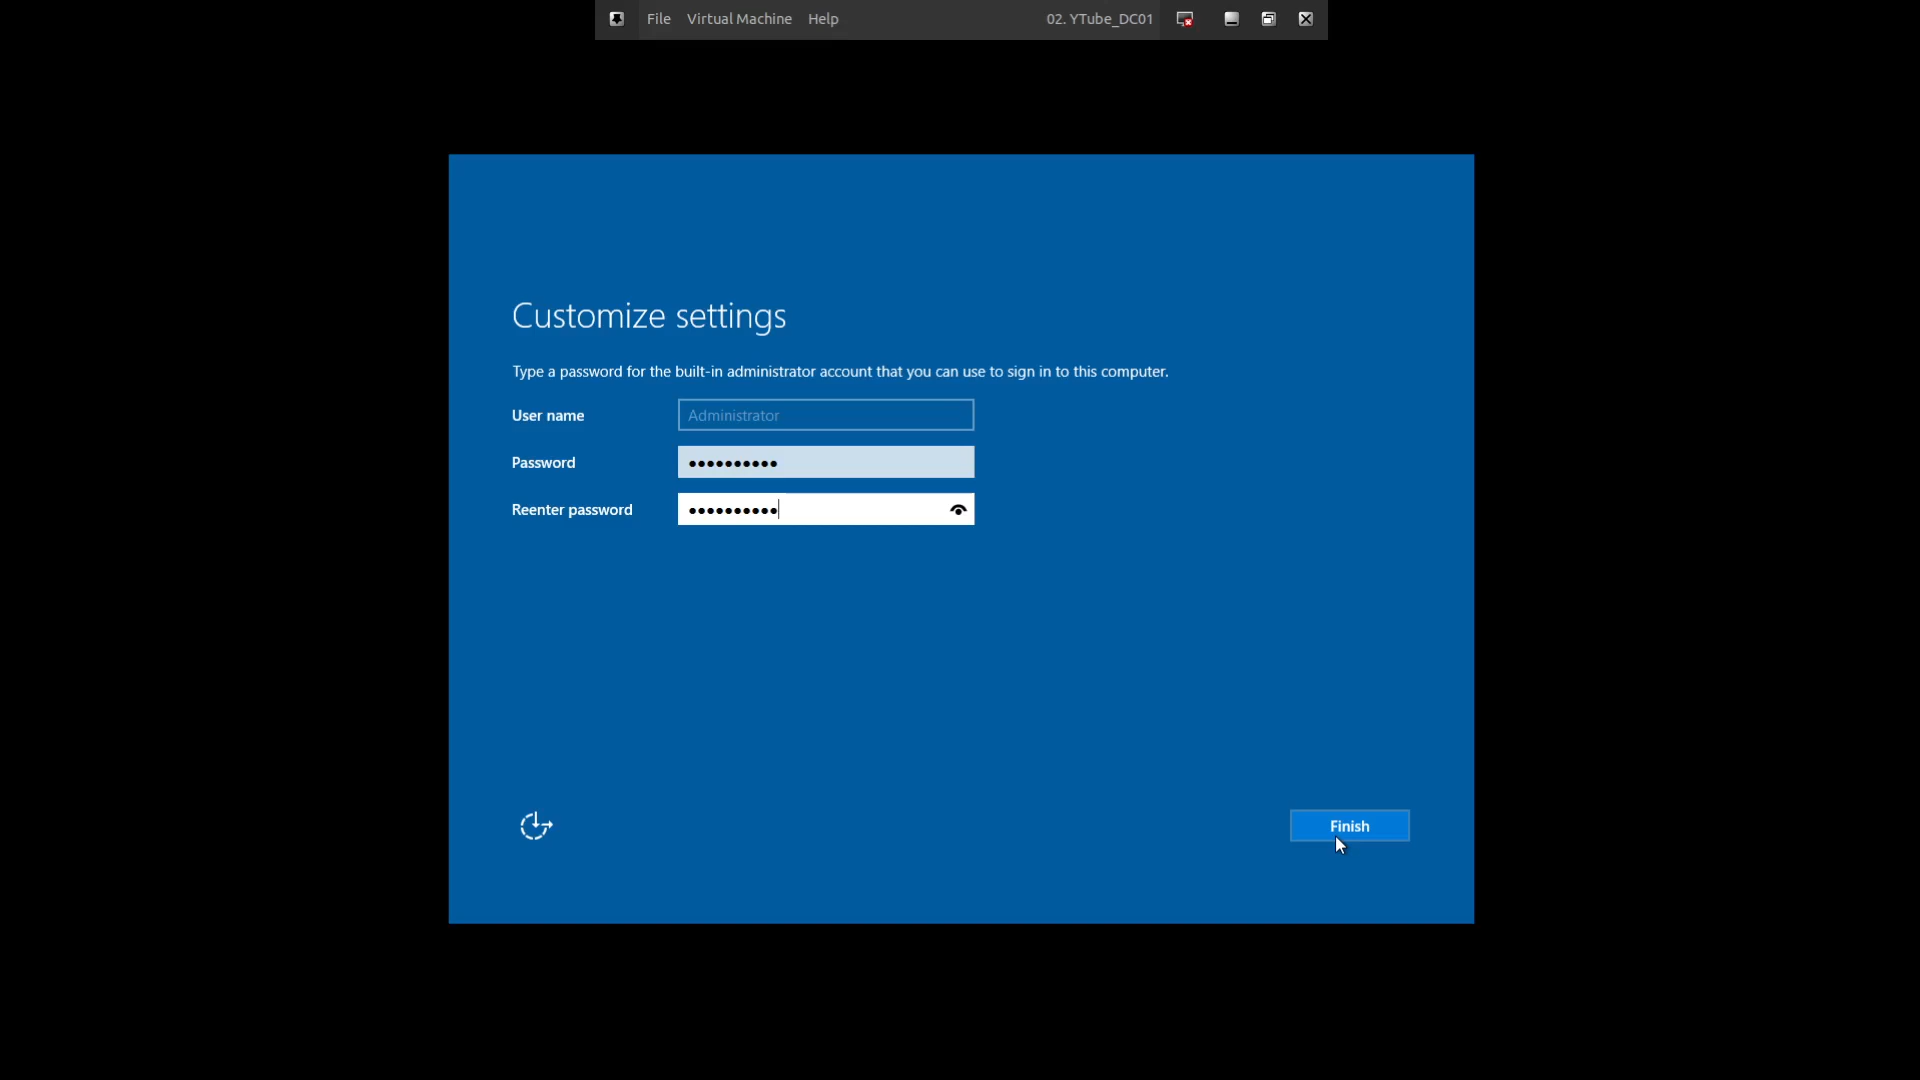 File Virtual Machine Help 02. YTube_DC01
Customize settings
Type a password for the built-in administrator account that you can use to sign in to this computer.
User name Administrator
Password ••••••••••
Reenter password ••••••••••
Finish